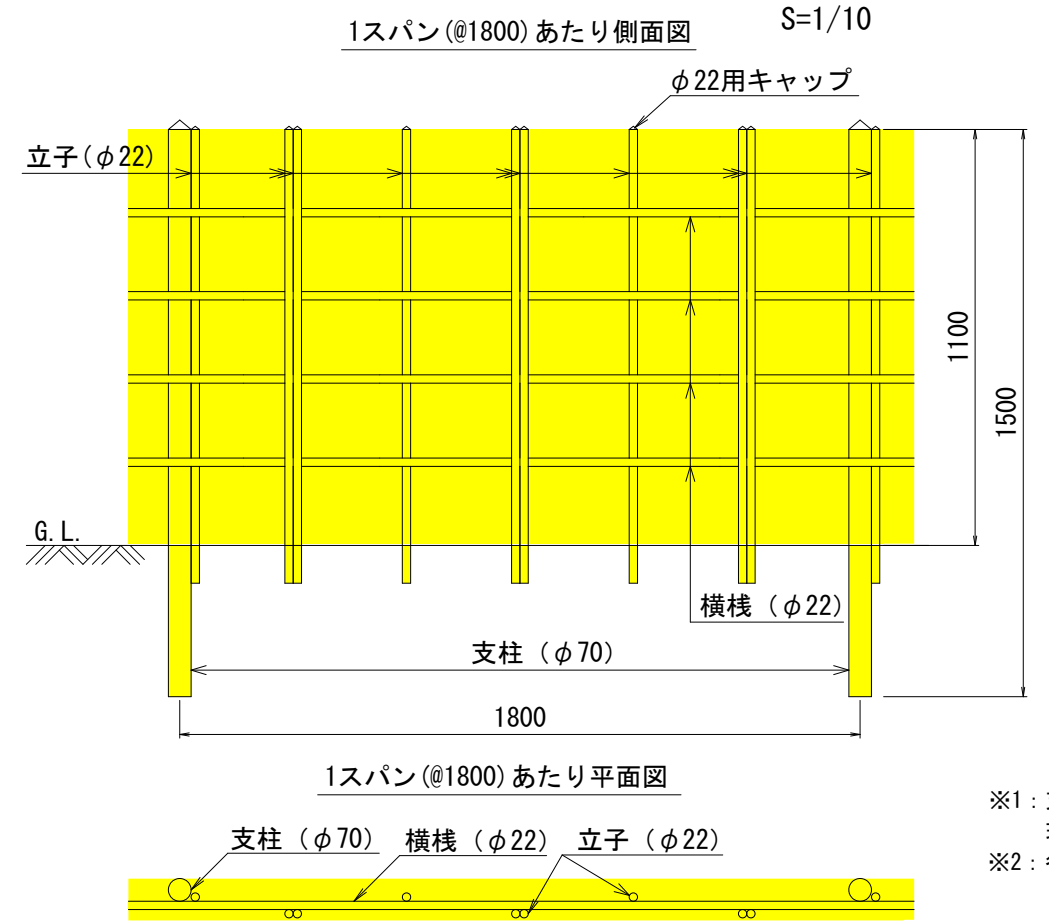 1スパン(@1800)あたり側面図
S=1/10
φ22用キャップ
立子(φ22)
1100
1500
G.L.
横桟（φ22）
支柱（φ70）
1800
1スパン(@1800)あたり平面図
※1：
※2：
支柱（φ70）
横桟（φ22）
立子（φ22）